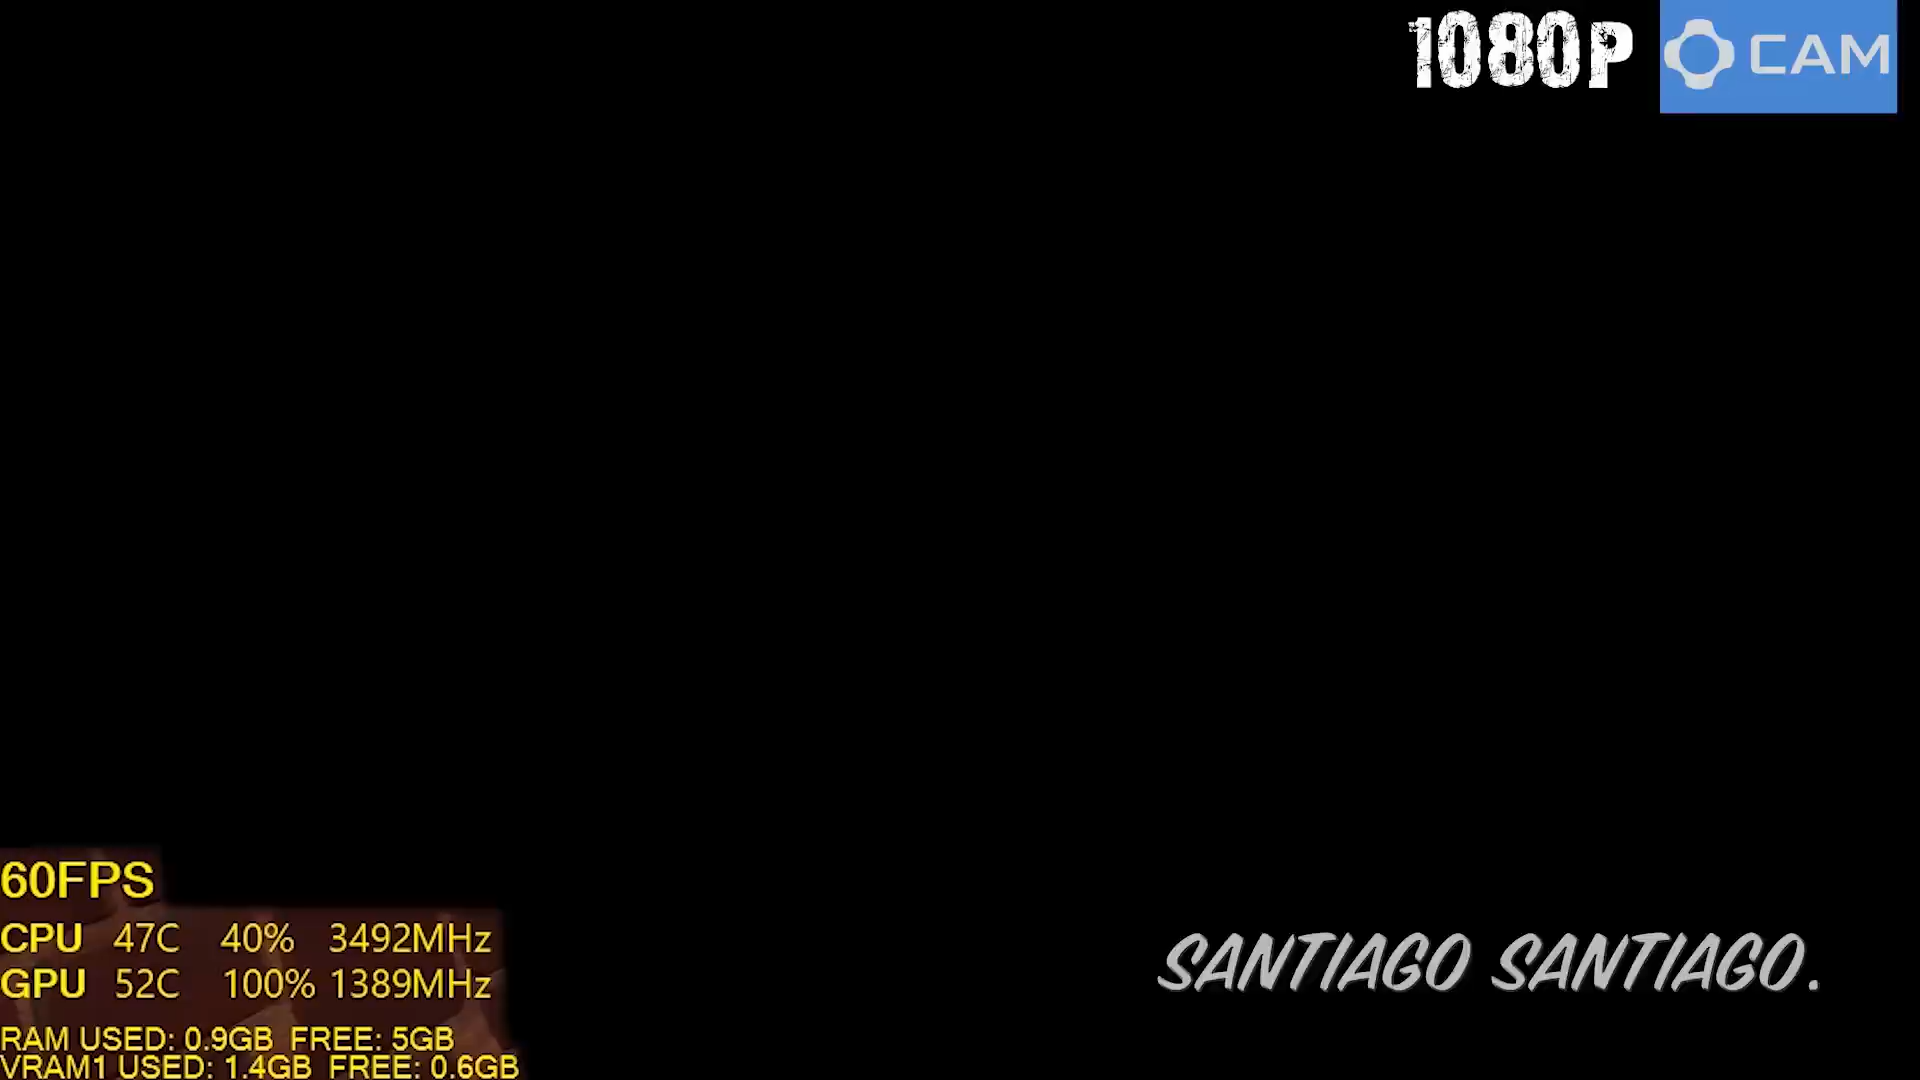 1080P
CAM
60FPS
CPU 47C 40% 3492MHz
GPU 52C 100% 1389MHz
RAM USED: 0.9GB FREE: 5GB
VRAM1 USED: 1.4GB FREE: 0.6GB
SANTIAGO SANTIAGO.